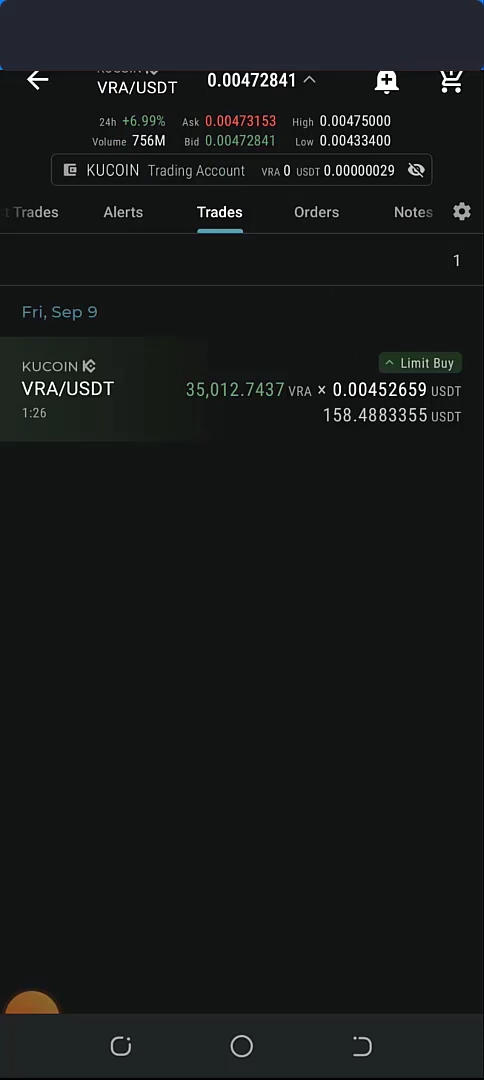 VRA/USDT 0.00472841
24h +6.99% Ask 0.00473153 High 0.00475000
Volume 756M Bid 0.00472841 Low 0.00433400
KUCOIN Trading Account VRA 0 USDT 0.00000029
t Trades Alerts Trades Orders Notes
1
Fri, Sep 9
KUCOIN
Limit Buy
VRA/USDT 35,012.7437 VRA × 0.00452659 USDT
1:26 158.4883355 USDT